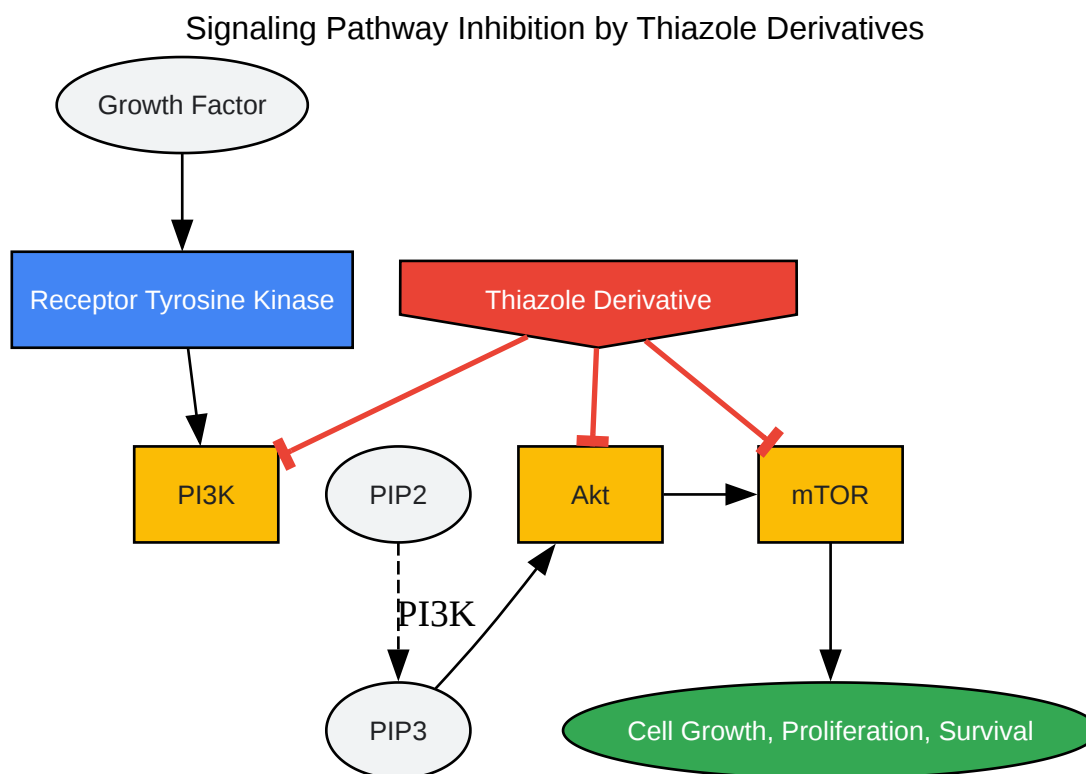 Signaling Pathway Inhibition by Thiazole Derivatives
Growth Factor
Receptor Tyrosine Kinase
Thiazole Derivative
PI3K
PIP2
Akt
mTOR
PI3K
PIP3
Cell Growth, Proliferation, Survival